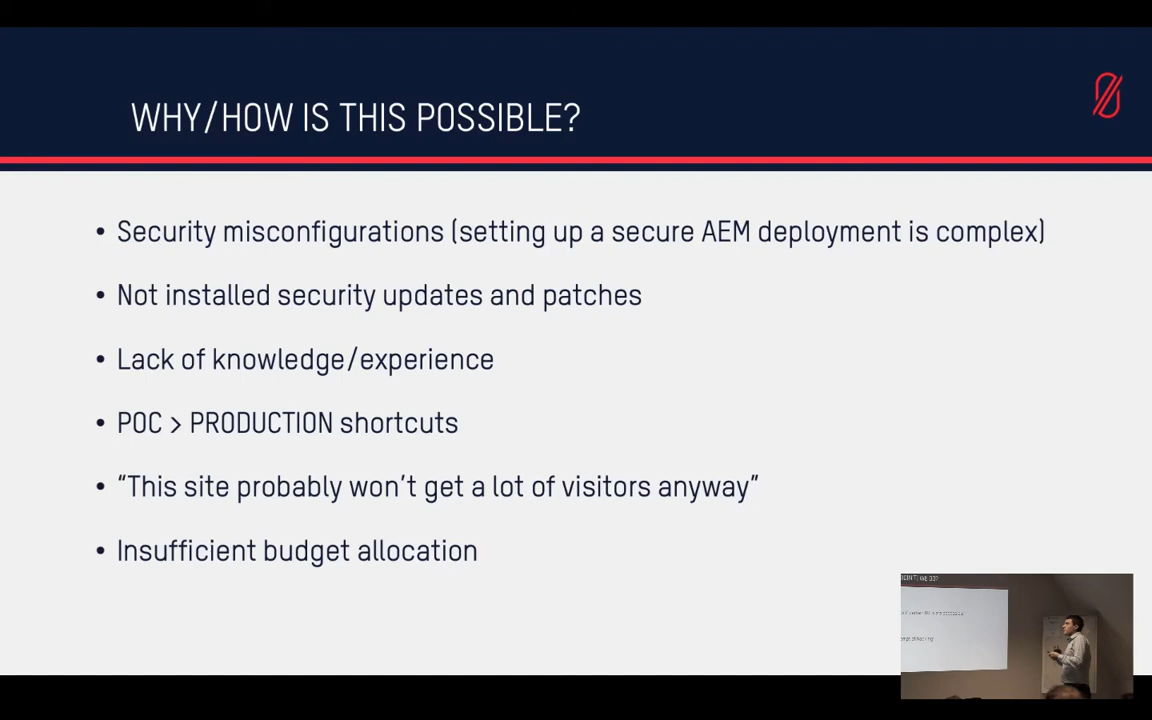 WHY/HOW IS THIS POSSIBLE?
• Security misconfigurations (setting up a secure AEM deployment is complex)
• Not installed security updates and patches
• Lack of knowledge/experience
• POC > PRODUCTION shortcuts
• “This site probably won’t get a lot of visitors anyway”
• Insufficient budget allocation